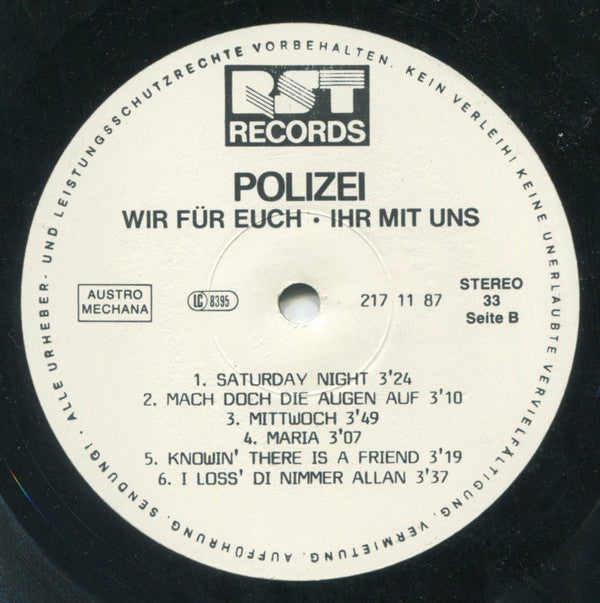 ALLE URHEBER- UND LEISTUNGSSCHUTZRECHTE VORBEHALTEN. KEIN VERLEIH! KEINE UNERLAUBTE VERVIELFÄLTIGUNG, VERMIETUNG, AUFFÜHRUNG, SENDUNG!
RST
RECORDS
POLIZEI
WIR FÜR EUCH • IHR MIT UNS
AUSTRO
MECHANA
LC 8395
217 11 87
STEREO
33
Seite B
1. SATURDAY NIGHT 3'24
2. MACH DOCH DIE AUGEN AUF 3'10
3. MITTWOCH 3'49
4. MARIA 3'07
5. KNOWIN' THERE IS A FRIEND 3'19
6. I LOSS' DI NIMMER ALLAN 3'37